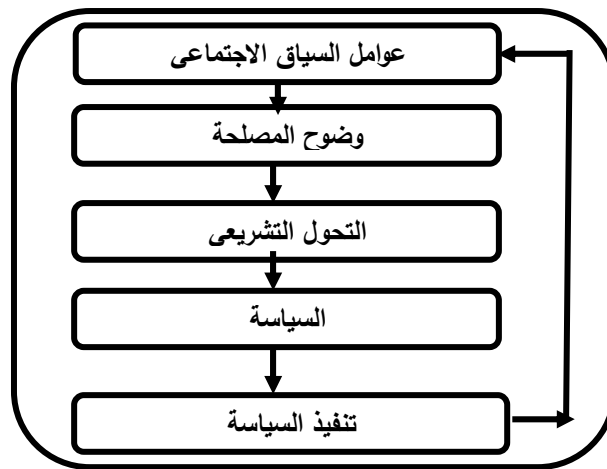 عوامل السياق الاجتماعى
وضوح المصلحة
التحول التشريعى
السياسة
تنفيذ السياسة